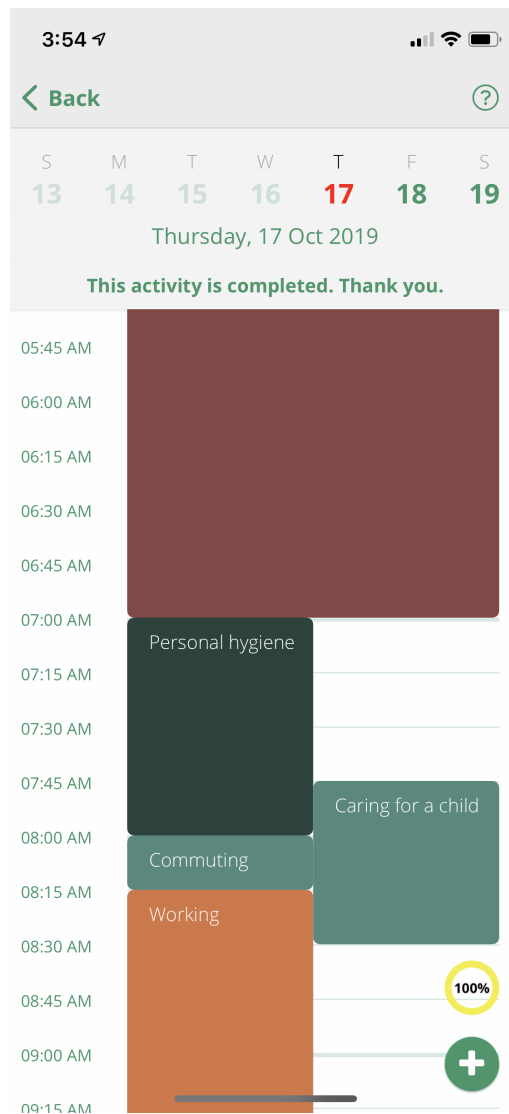 3:54
Back
?
S M T W T F S
13 14 15 16 17 18 19
Thursday, 17 Oct 2019
This activity is completed. Thank you.
05:45 AM
06:00 AM
06:15 AM
06:30 AM
06:45 AM
07:00 AM
Personal hygiene
07:15 AM
07:30 AM
07:45 AM
Caring for a child
08:00 AM
Commuting
08:15 AM
Working
08:30 AM
08:45 AM
100%
09:00 AM
09:15 AM